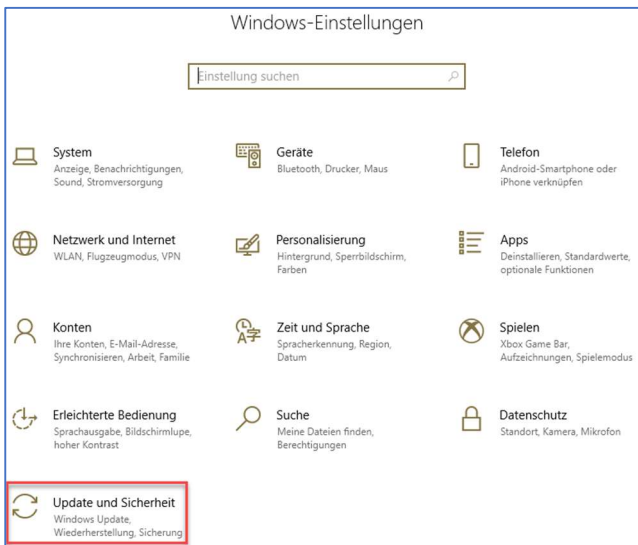 Windows-Einstellungen
Einstellung suchen
System
Anzeige, Benachrichtigungen,
Sound, Stromversorgung
Geräte
Bluetooth, Drucker, Maus
Telefon
Android-Smartphone oder
iPhone verknüpfen
Netzwerk und Internet
WLAN, Flugzeugmodus, VPN
Personalisierung
Hintergrund, Sperrbildschirm,
Farben
Apps
Deinstallieren, Standardwerte,
optionale Funktionen
Konten
Ihre Konten, E-Mail-Adresse,
Synchronisieren, Arbeit, Familie
Zeit und Sprache
Spracherkennung, Region,
Datum
Spielen
Xbox Game Bar,
Aufzeichnungen, Spielemodus
Erleichterte Bedienung
Sprachausgabe, Bildschirmlupe,
hoher Kontrast
Suche
Meine Dateien finden,
Berechtigungen
Datenschutz
Standort, Kamera, Mikrofon
Update und Sicherheit
Windows Update,
Wiederherstellung, Sicherung